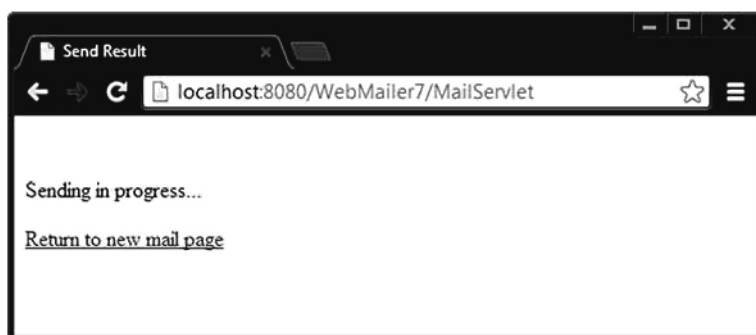 Send Result
localhost:8080/WebMailer7/MailServlet
Sending in progress...
Return to new mail page